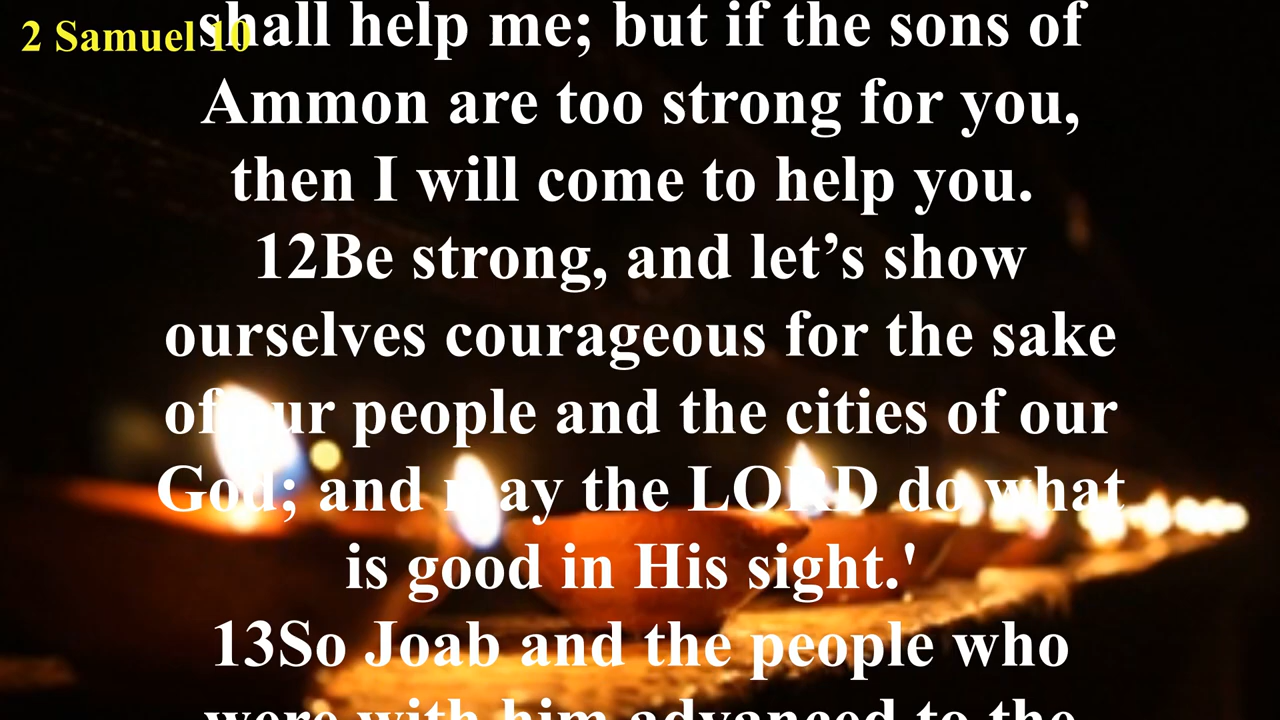 2 Samuel 10
shall help me; but if the sons of
Ammon are too strong for you,
then I will come to help you.
12Be strong, and let’s show
ourselves courageous for the sake
of our people and the cities of our
God; and may the LORD do what
is good in His sight.'
13So Joab and the people who
were with him advanced to the